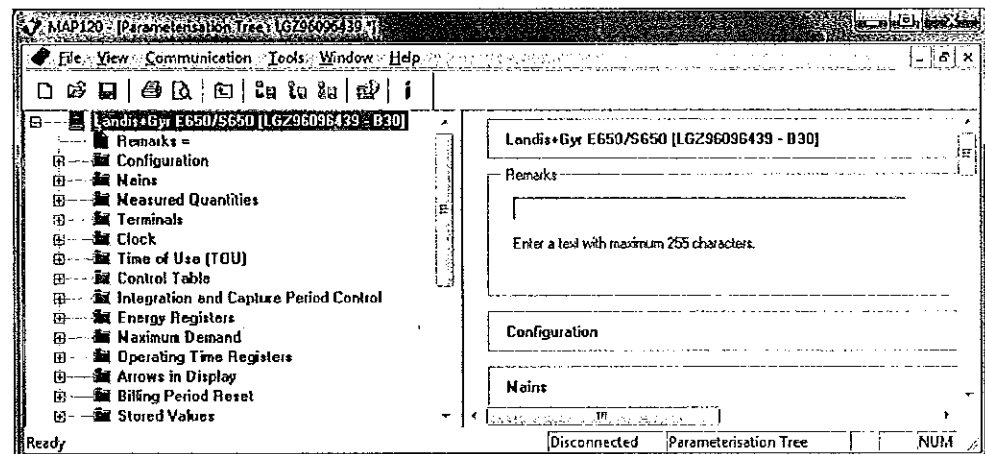 MAP120 - [Parameterisation Tree: LGZ96096439 *]
File View Communication Tools Window Help
Landis+Gyr E650/S650 [LGZ96096439 - B30]
Remarks =
Configuration
Mains
Measured Quantities
Terminals
Clock
Time of Use (TOU)
Control Table
Integration and Capture Period Control
Energy Registers
Maximum Demand
Operating Time Registers
Arrows in Display
Billing Period Reset
Stored Values
Landis+Gyr E650/S650 [LGZ96096439 - B30]
Remarks
Enter a text with maximum 255 characters.
Configuration
Mains
Ready Disconnected Parameterisation Tree NUM